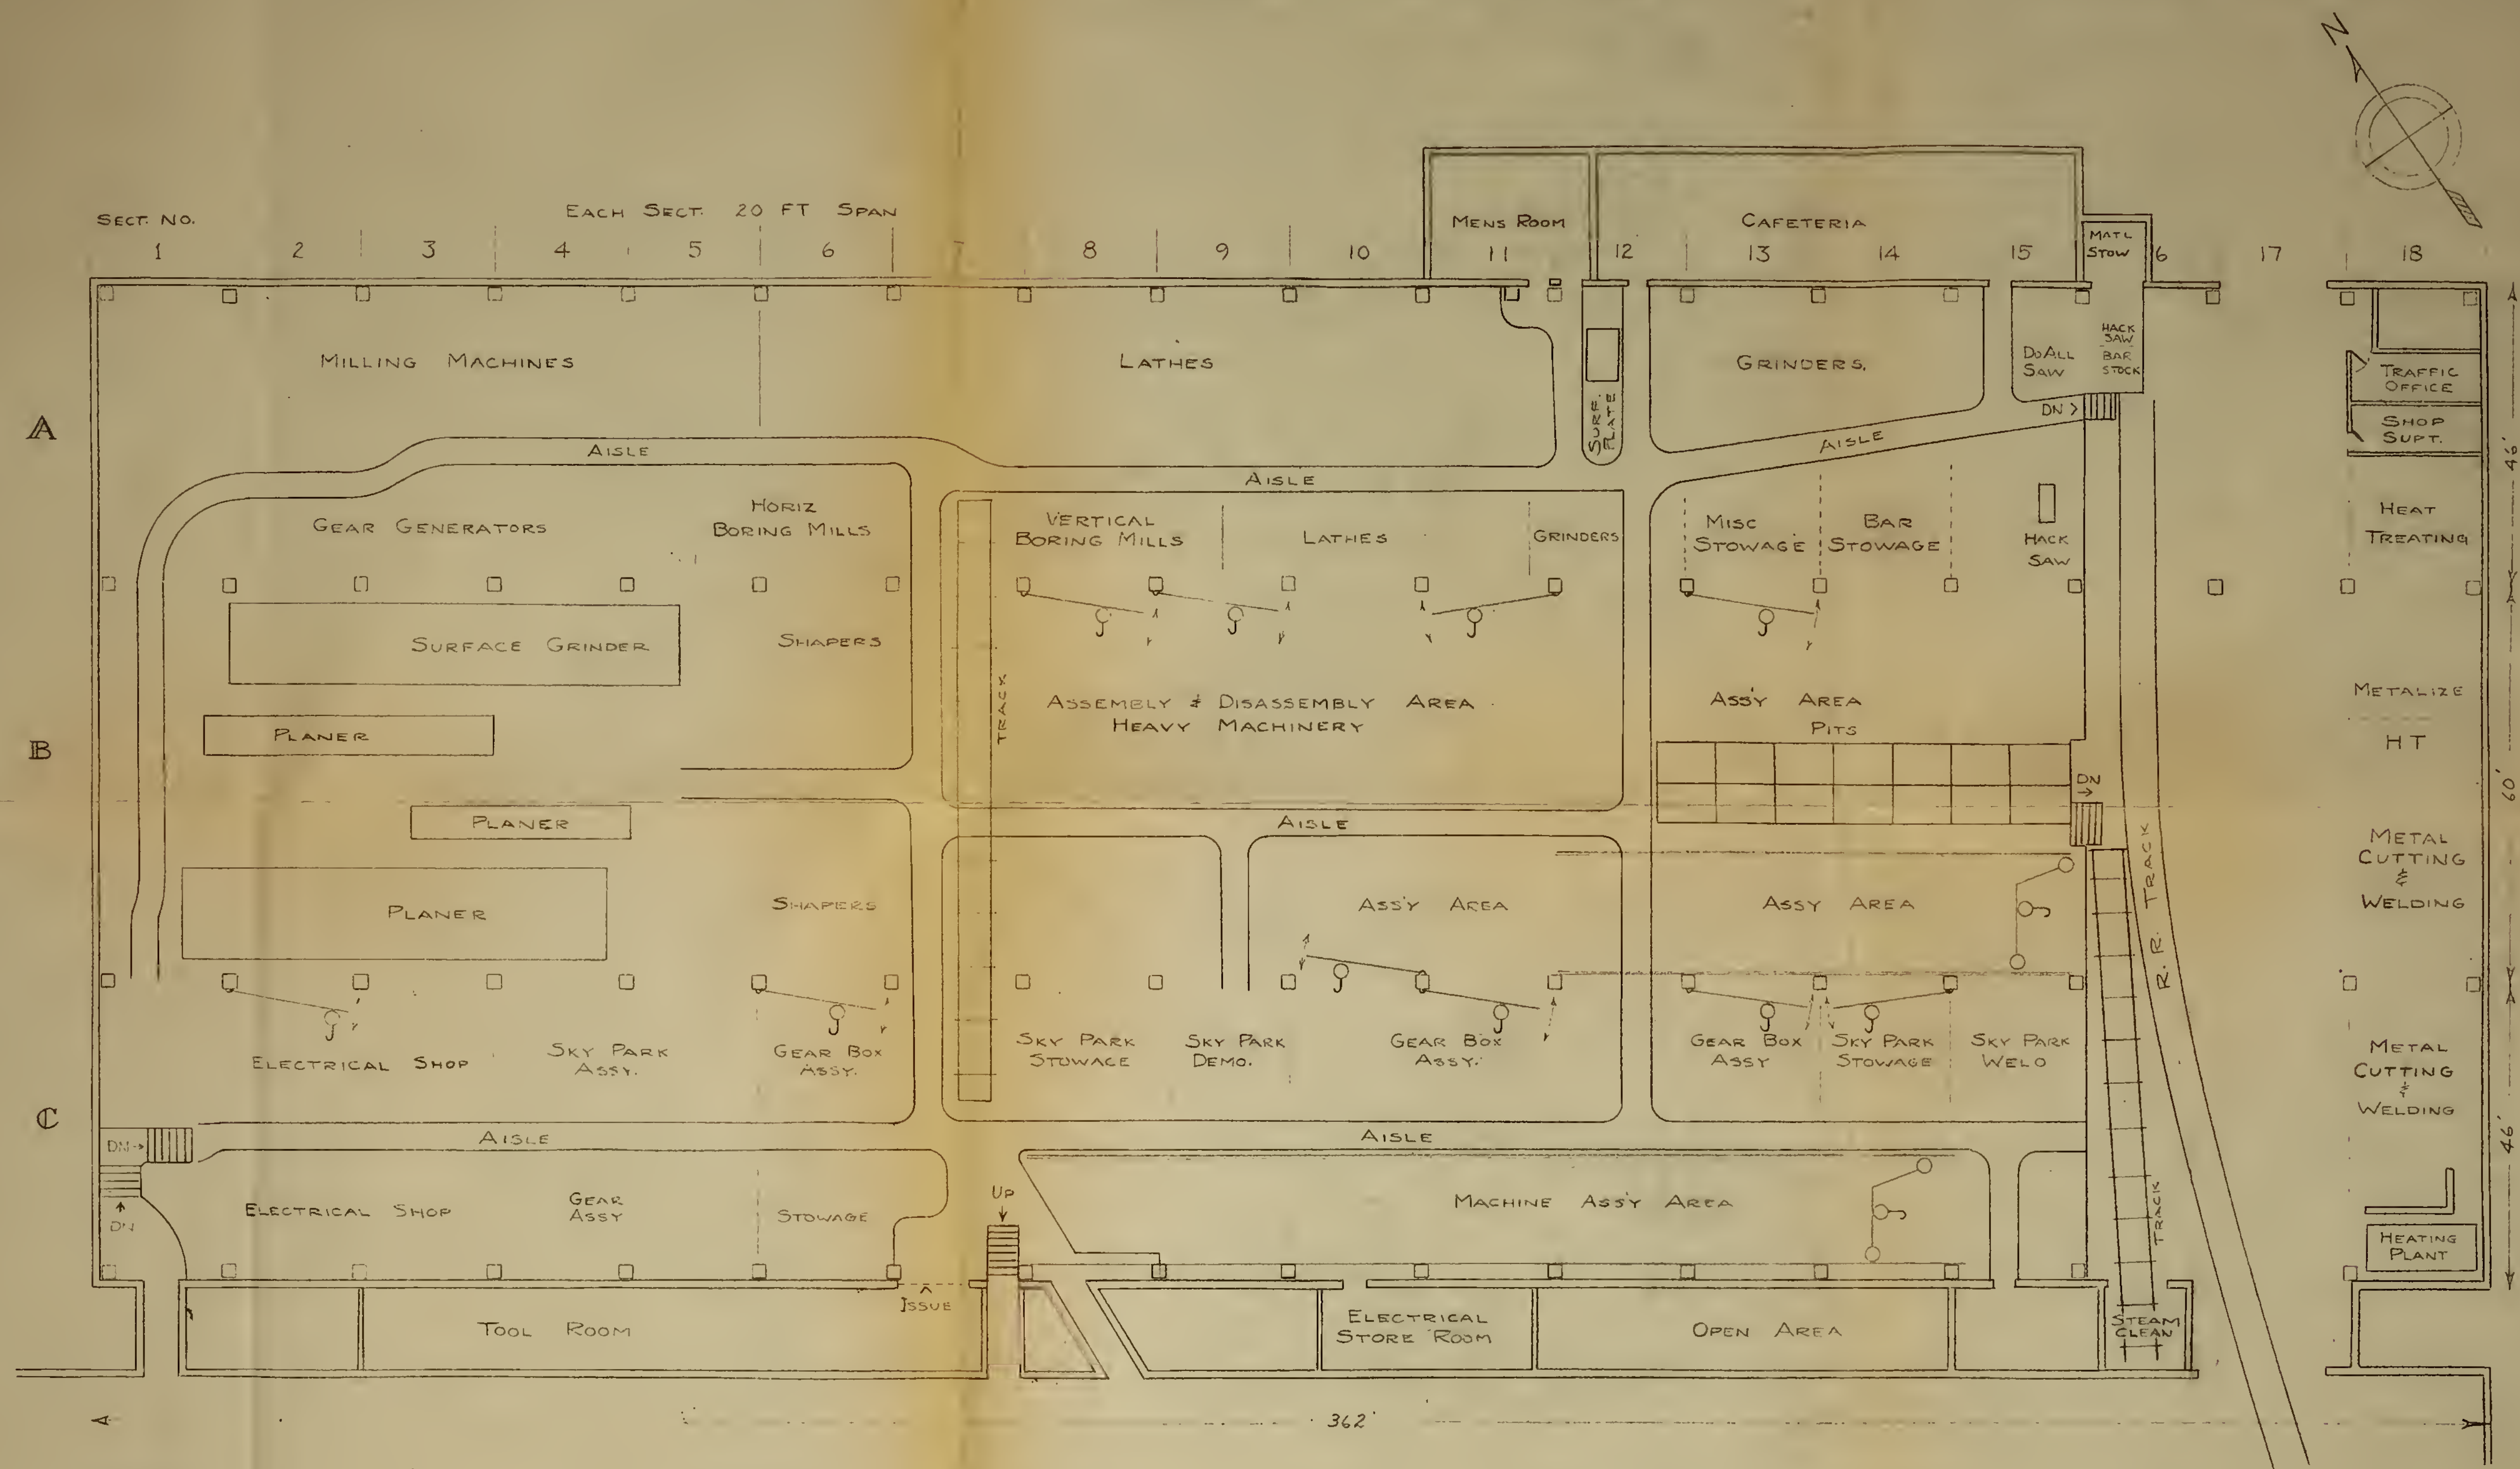 N
SECT. NO.
EACH SECT. 20 FT SPAN
1 2 3 4 5 6 7 8 9 10 11 12 13 14 15 6 17 18
MENS ROOM
CAFETERIA
MAT'L
STOW
MILLING MACHINES
LATHES
SURF.
PLATE
GRINDERS.
DOALL
SAW
HACK
SAW
BAR
STOCK
DN >
TRAFFIC
OFFICE
SHOP
SUPT.
A
46'
AISLE
AISLE
AISLE
GEAR GENERATORS
HORIZ
BORING MILLS
VERTICAL
BORING MILLS
LATHES
GRINDERS
MISC
STOWAGE
BAR
STOWAGE
HACK
SAW
HEAT
TREATING
SURFACE GRINDER
SHAPERS
TRACK
ASSEMBLY & DISASSEMBLY AREA
HEAVY MACHINERY
ASS'Y AREA
PITS
METALIZE
HT
B
PLANER
DN
60'
PLANER
AISLE
R.R. TRACK
METAL
CUTTING
&
WELDING
PLANER
SHAPERS
ASS'Y AREA
ASSY AREA
ELECTRICAL SHOP
SKY PARK
ASSY.
GEAR BOX
ASSY.
SKY PARK
STOWAGE
SKY PARK
DEMO.
GEAR BOX
ASSY.
GEAR BOX
ASSY
SKY PARK
STOWAGE
SKY PARK
WELD
METAL
CUTTING
&
WELDING
C
46'
DN
AISLE
AISLE
DN
ELECTRICAL SHOP
GEAR
ASSY
STOWAGE
UP
MACHINE ASS'Y AREA
TRACK
HEATING
PLANT
ISSUE
TOOL ROOM
ELECTRICAL
STORE ROOM
OPEN AREA
STEAM
CLEAN
362'